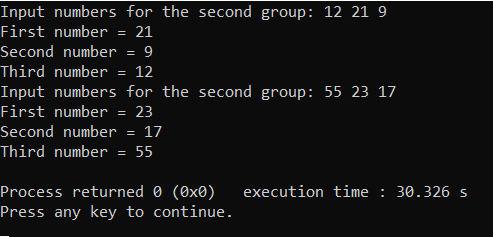 Input numbers for the second group: 12 21 9
First number = 21
Second number = 9
Third number = 12
Input numbers for the second group: 55 23 17
First number = 23
Second number = 17
Third number = 55
Process returned 0 (0x0)   execution time : 30.326 s
Press any key to continue.